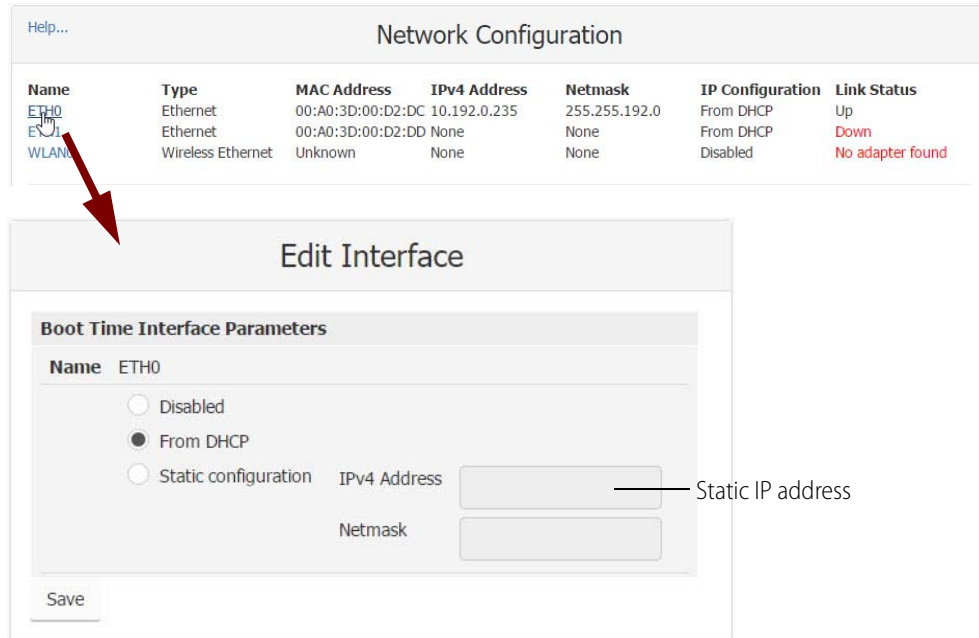 Help...
Network Configuration
Name Type MAC Address IPv4 Address Netmask IP Configuration Link Status
ETH0 Ethernet 00:A0:3D:00:D2:DC 10.192.0.235 255.255.192.0 From DHCP Up
Ethernet 00:A0:3D:00:D2:DD None None From DHCP Down
WLAN0 Wireless Ethernet Unknown None None Disabled No adapter found
Edit Interface
Boot Time Interface Parameters
Name ETH0
Disabled
From DHCP
Static configuration IPv4 Address Static IP address
Netmask
Save